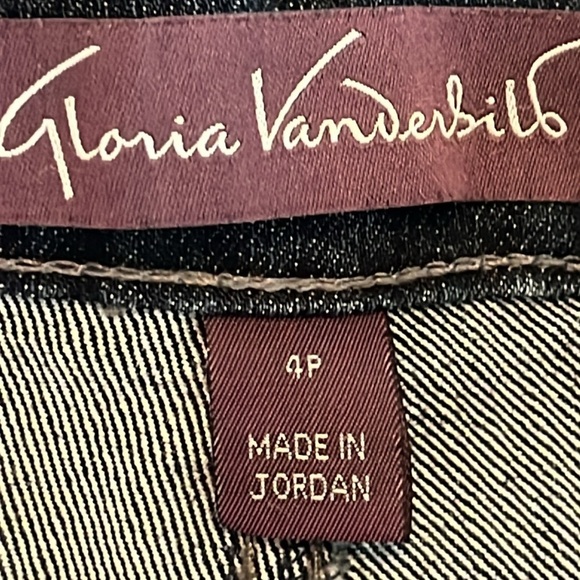 Gloria Vanderbilt
4P
MADE IN
JORDAN